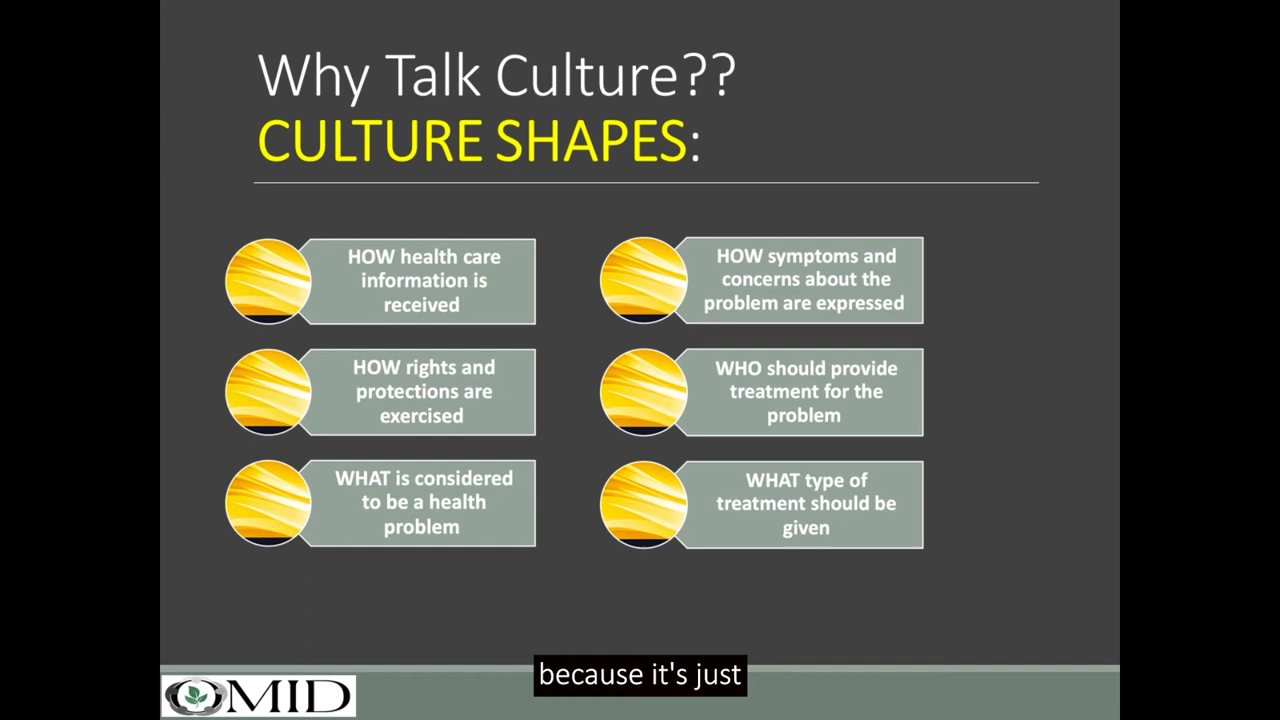 Why Talk Culture??
CULTURE SHAPES:
HOW health care
information is
received
HOW symptoms and
concerns about the
problem are expressed
HOW rights and
protections are
exercised
WHO should provide
treatment for the
problem
WHAT is considered
to be a health
problem
WHAT type of
treatment should be
given
because it's just
OMID